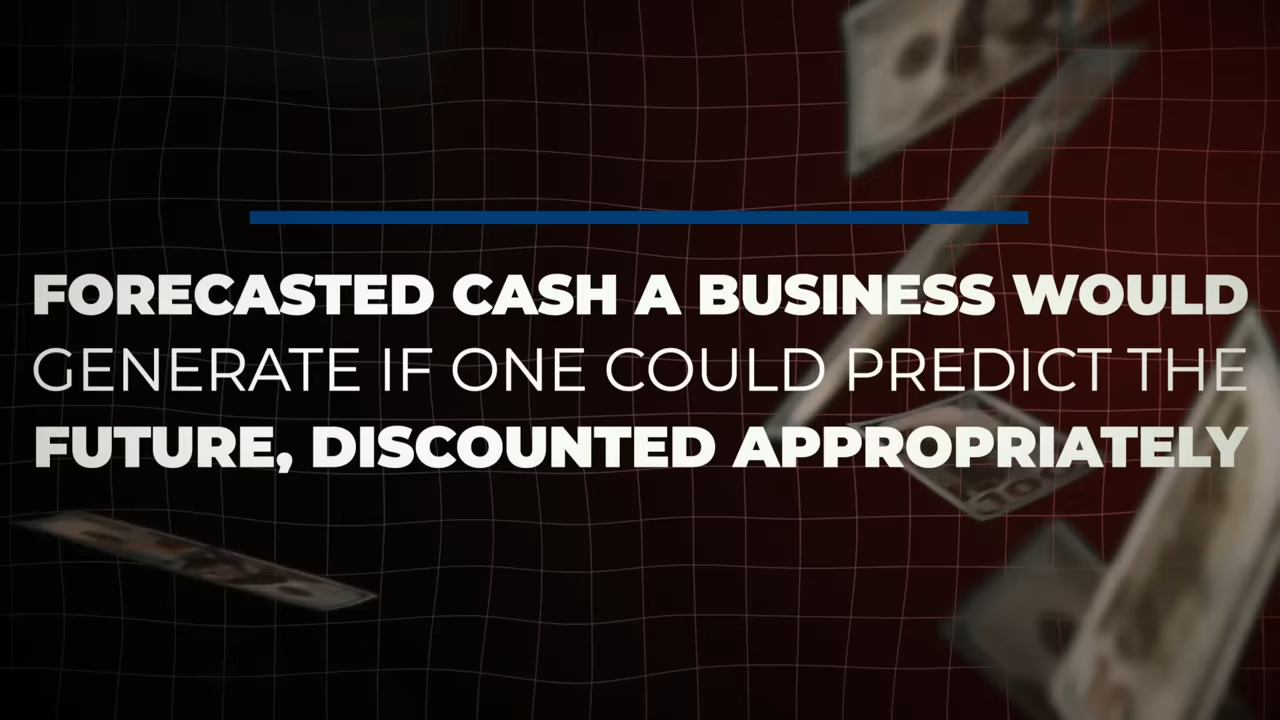 FORECASTED CASH A BUSINESS WOULD
GENERATE IF ONE COULD PREDICT THE
FUTURE, DISCOUNTED APPROPRIATELY